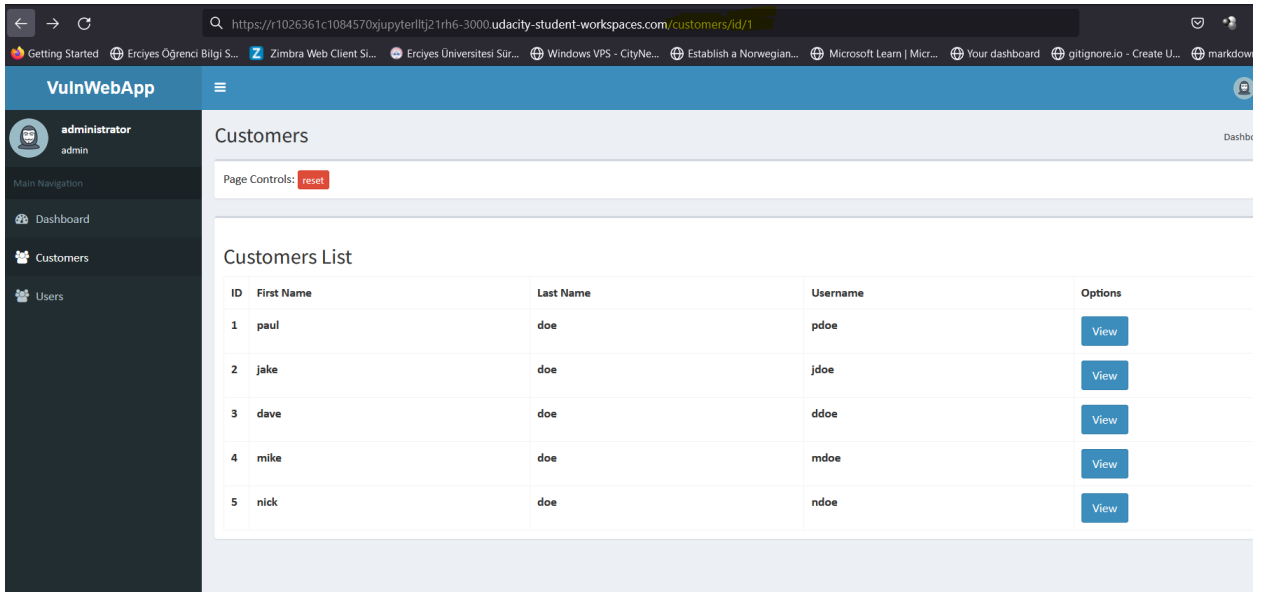 https://r1026361c1084570xjupyterlltj21rh6-3000.udacity-student-workspaces.com/customers/id/1
Getting Started Erciyes Öğrenci Bilgi S... Z Zimbra Web Client Si... Erciyes Üniversitesi Sür... Windows VPS - CityNe... Establish a Norwegian... Microsoft Learn | Micr... Your dashboard gitignore.io - Create U... markdow
VulnWebApp
administrator
admin
Customers
Dashbo
Main Navigation
Page Controls: reset
Dashboard
Customers
Users
Customers List
ID First Name Last Name Username Options
1 paul doe pdoe View
2 jake doe jdoe View
3 dave doe ddoe View
4 mike doe mdoe View
5 nick doe ndoe View